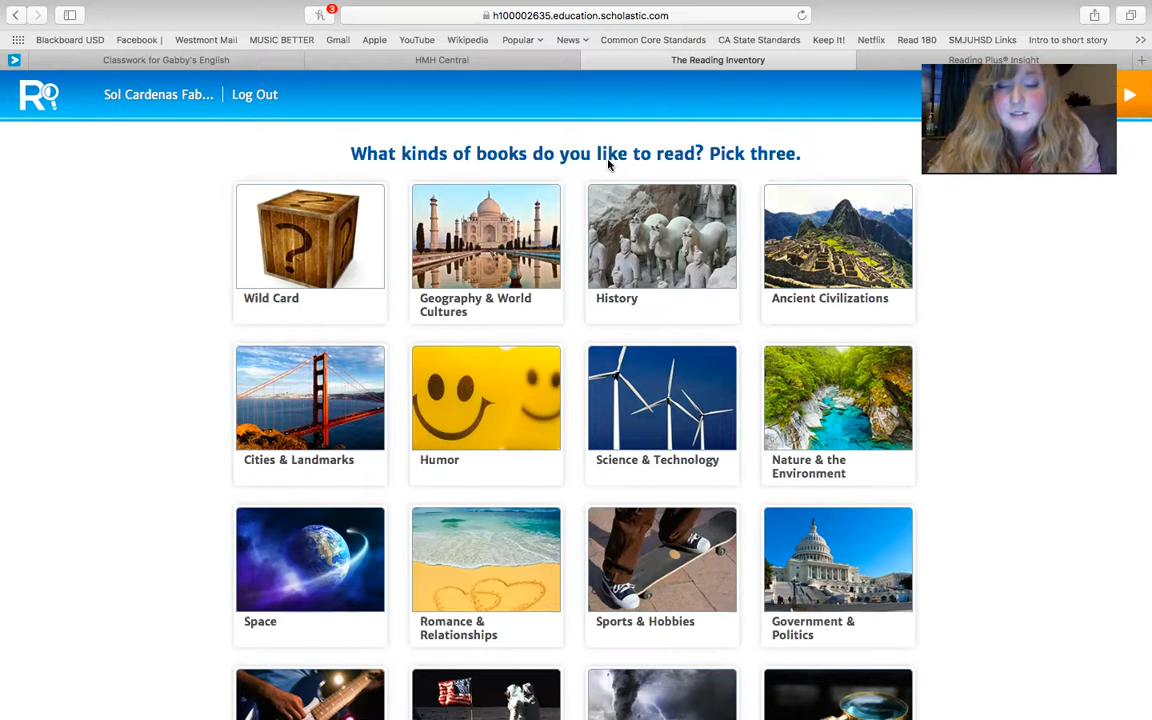 3
h100002635.education.scholastic.com
Blackboard USD Facebook | Westmont Mail MUSIC BETTER Gmail Apple YouTube Wikipedia Popular News Common Core Standards CA State Standards Keep It! Netflix Read 180 SMJUHSD Links Intro to short story >>
Classwork for Gabby's English HMH Central The Reading Inventory Reading Plus® Insight
R Sol Cardenas Fab... | Log Out
What kinds of books do you like to read? Pick three.
Wild Card
Geography & World
Cultures
History
Ancient Civilizations
Cities & Landmarks
Humor
Science & Technology
Nature & the
Environment
Space
Romance &
Relationships
Sports & Hobbies
Government &
Politics